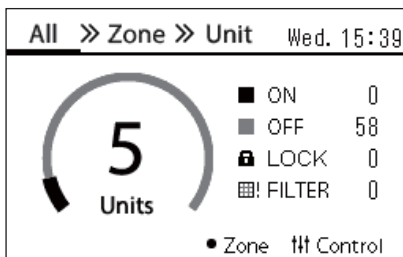 All » Zone » Unit Wed. 15:39
5
Units
ON 0
OFF 58
LOCK 0
! FILTER 0
Zone Control